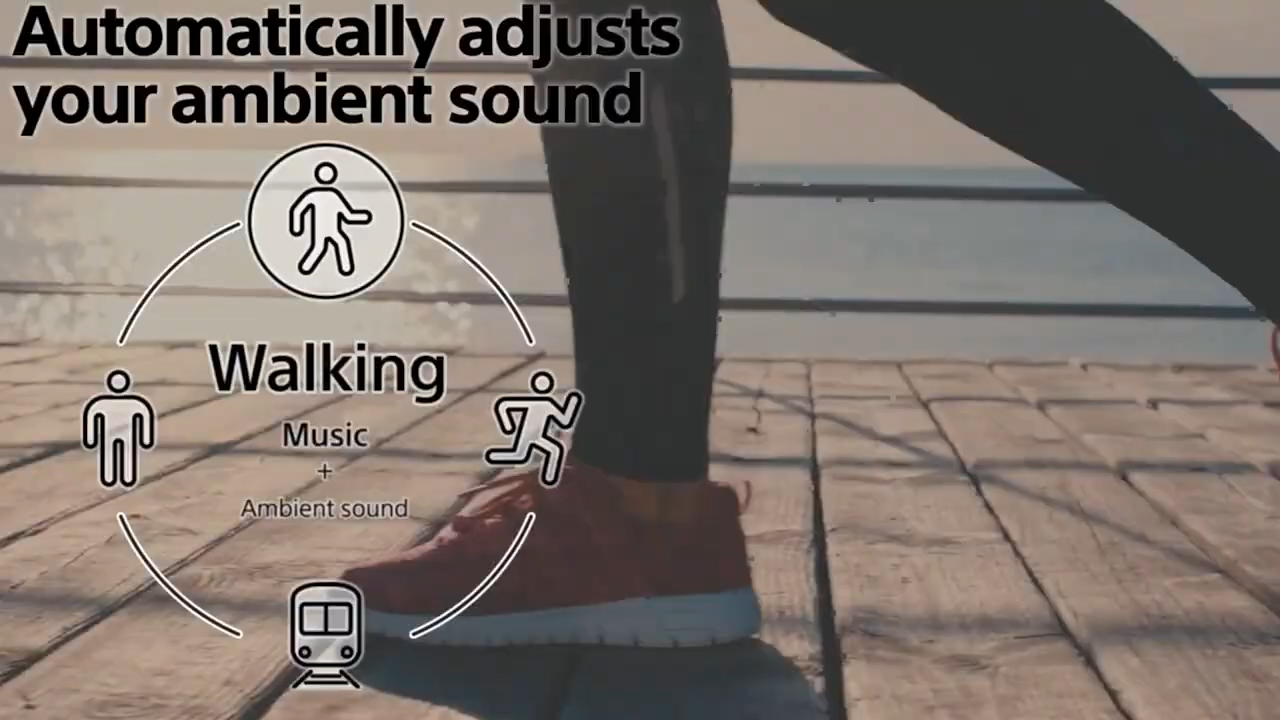 Automatically adjusts
your ambient sound
Walking
Music
+
Ambient sound